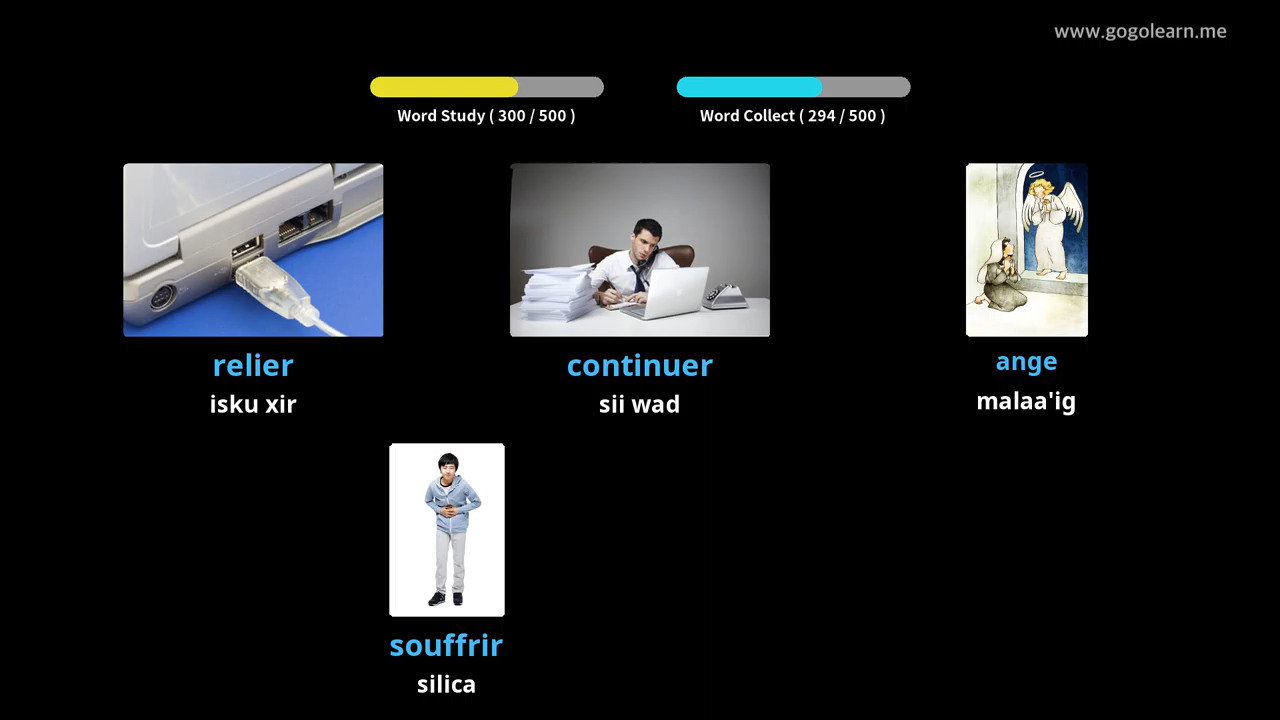 www.gogolearn.me
Word Study ( 300 / 500 )
Word Collect ( 294 / 500 )
relier
isku xir
continuer
sii wad
ange
malaa'ig
souffrir
silica